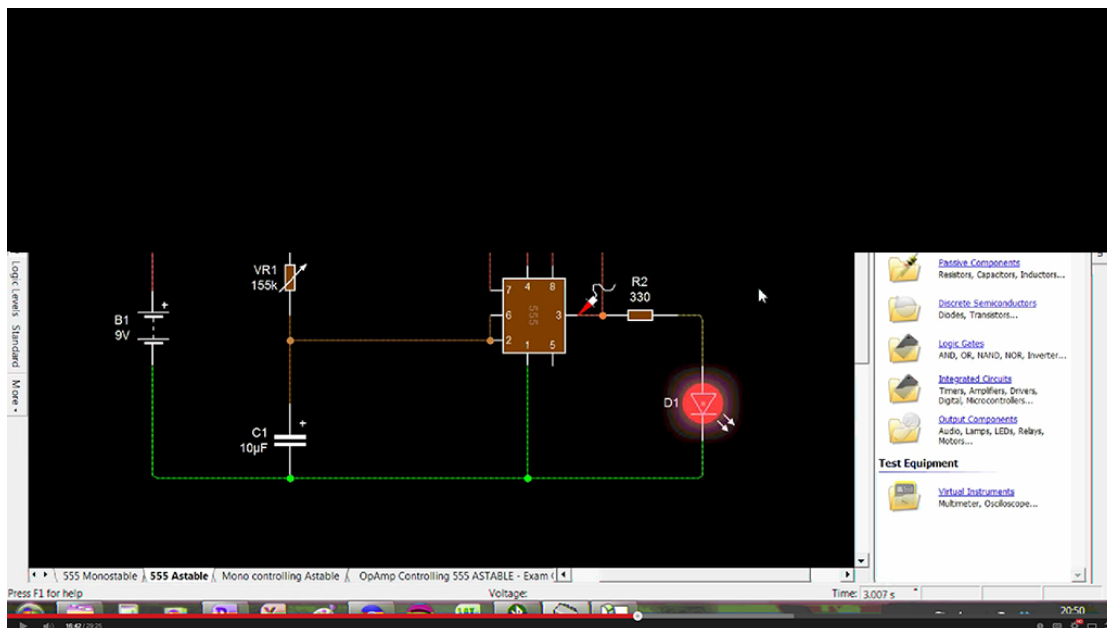 Logic Levels
Standard
More
Passive Components
Resistors, Capacitors, Inductors...
Discrete Semiconductors
Diodes, Transistors...
Logic Gates
AND, OR, NAND, NOR, Inverter...
Integrated Circuits
Timers, Amplifiers, Drivers,
Digital, Microcontrollers...
Output Components
Audio, Lamps, LEDs, Relays,
Motors...
Test Equipment
Virtual Instruments
Multimeter, Oscilloscope...
VR1
155k
B1
9V
+
C1
10µF
+
7 4 8
6 555 3
2 1 5
R2
330
D1
555 Monostable
555 Astable
Mono controlling Astable
OpAmp Controlling 555 ASTABLE - Exam
Press F1 for help
Voltage:
Time: 3.007 s
20:50
16:42 / 29:25